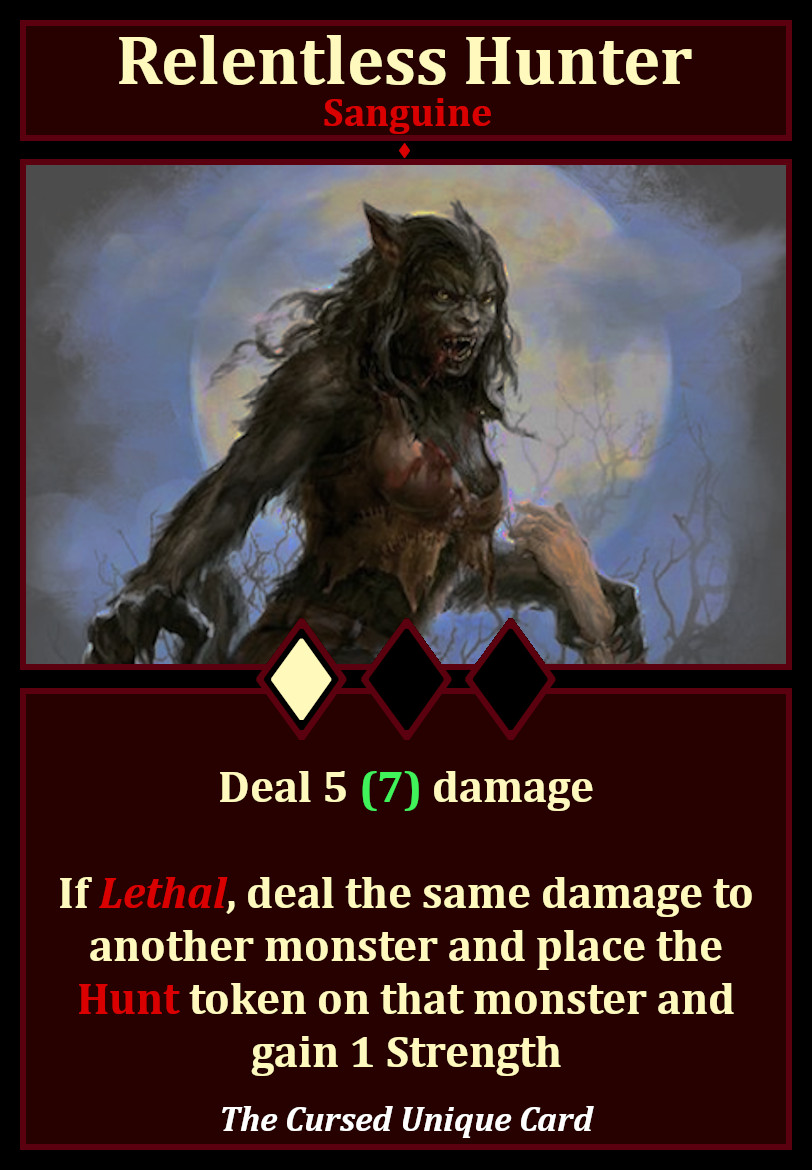 Relentless Hunter
Sanguine
Deal 5 (7) damage
If Lethal, deal the same damage to
another monster and place the
Hunt token on that monster and
gain 1 Strength
The Cursed Unique Card